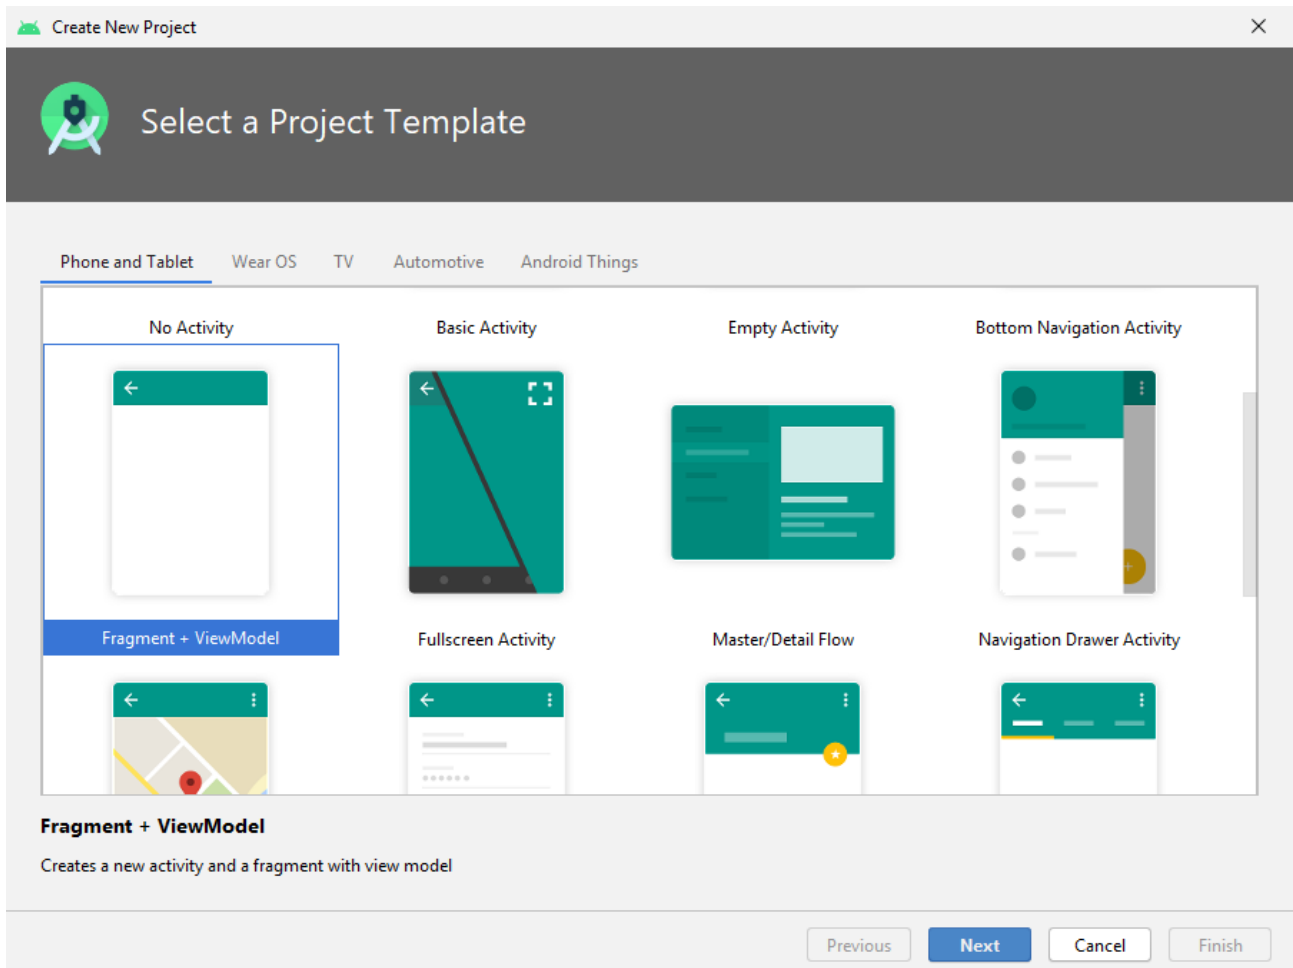 Create New Project
Select a Project Template
Phone and Tablet Wear OS TV Automotive Android Things
No Activity Basic Activity Empty Activity Bottom Navigation Activity
Fragment + ViewModel Fullscreen Activity Master/Detail Flow Navigation Drawer Activity
Fragment + ViewModel
Creates a new activity and a fragment with view model
Previous Next Cancel Finish